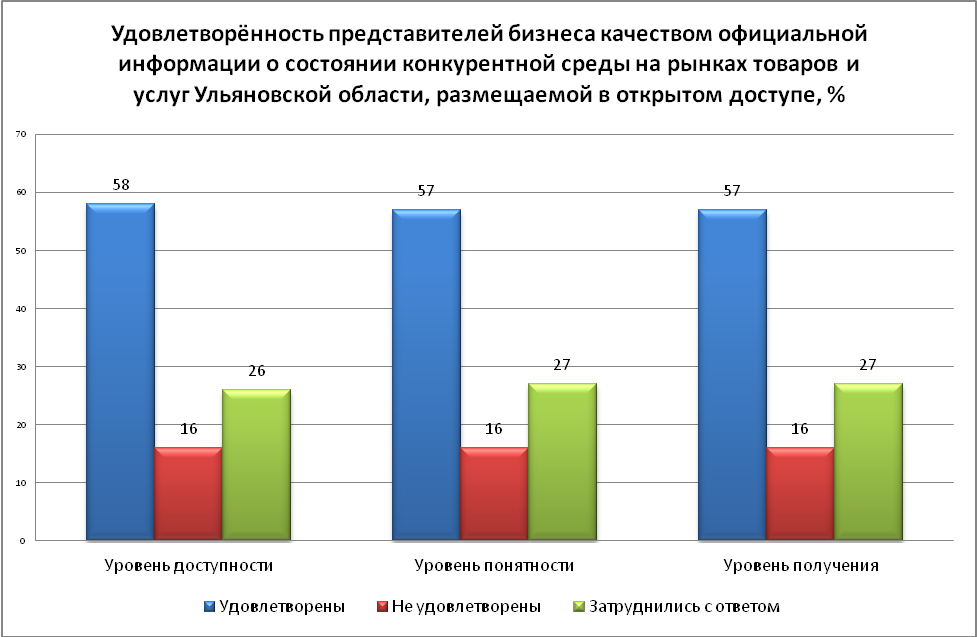 Удовлетворённость представителей бизнеса качеством официальной
информации о состоянии конкурентной среды на рынках товаров и
услуг Ульяновской области, размещаемой в открытом доступе, %
70
60
50
40
30
20
10
0
58
16
26
57
16
27
57
16
27
Уровень доступности
Уровень понятности
Уровень получения
Удовлетворены
Не удовлетворены
Затруднились с ответом